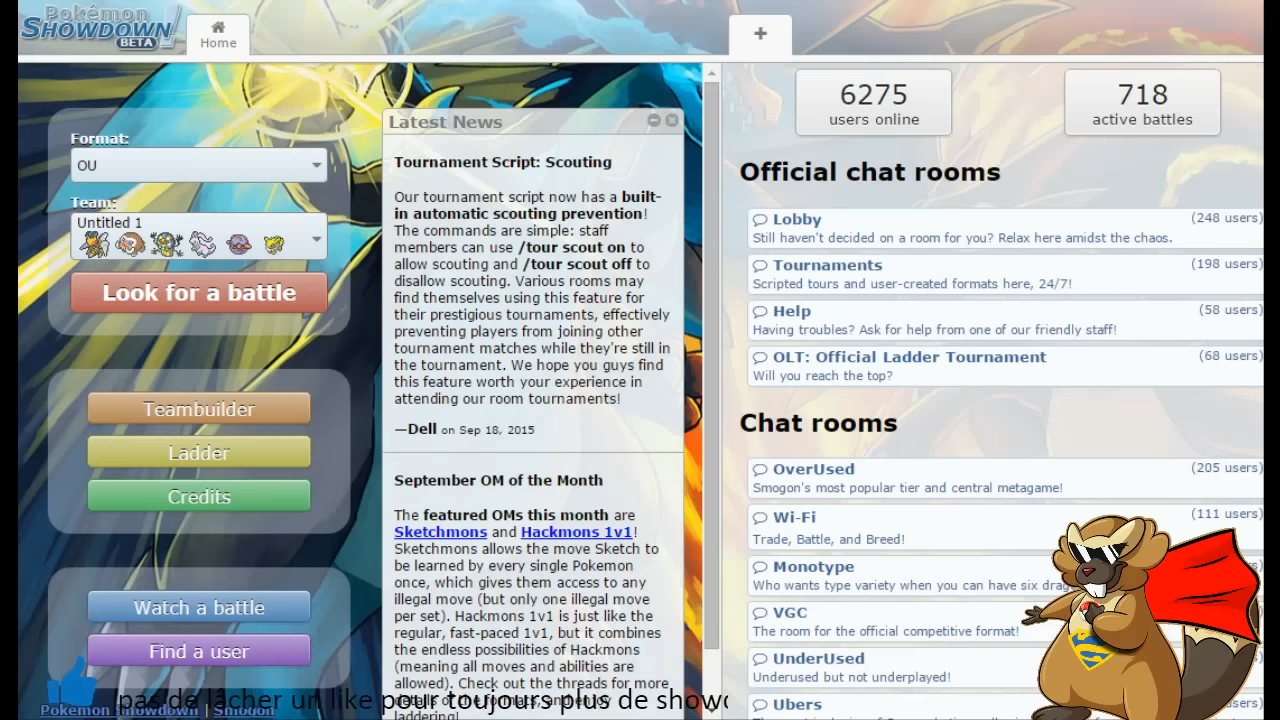 Pokémon
SHOWDOWN!
BETA
Home
Format:
OU
Team:
Untitled 1
Look for a battle
Teambuilder
Ladder
Credits
Watch a battle
Find a user
Pokémon Showdown | Smogon
Latest News
Tournament Script: Scouting
Our tournament script now has a built-
in automatic scouting prevention!
The commands are simple: staff
members can use /tour scout on to
allow scouting and /tour scout off to
disallow scouting. Various rooms may
find themselves using this feature for
their prestigious tournaments, effectively
preventing players from joining other
tournament matches while they're still in
the tournament. We hope you guys find
this feature worth your experience in
attending our room tournaments!
—Dell on Sep 18, 2015
September OM of the Month
The featured OMs this month are
Sketchmons and Hackmons 1v1!
Sketchmons allows the move Sketch to
be learned by every single Pokemon
once, which gives them access to any
illegal move (but only one illegal move
per set). Hackmons 1v1 is just like the
regular, fast-paced 1v1, but it combines
the endless possibilities of Hackmons
(meaning all moves and abilities are
allowed). Check out the threads for more
details of the formats, and enjoy
laddering!
pas de lâcher un like pour toujours plus de showd
+
6275
users online
718
active battles
Official chat rooms
Lobby (248 users)
Still haven't decided on a room for you? Relax here amidst the chaos.
Tournaments (198 users)
Scripted tours and user-created formats here, 24/7!
Help (58 users)
Having troubles? Ask for help from one of our friendly staff!
OLT: Official Ladder Tournament (68 users)
Will you reach the top?
Chat rooms
OverUsed (205 users)
Smogon's most popular tier and central metagame!
Wi-Fi (111 users)
Trade, Battle, and Breed!
Monotype
Who wants type variety when you can have six drag
VGC
The room for the official competitive format!
UnderUsed
Underused but not underplayed!
Ubers users)